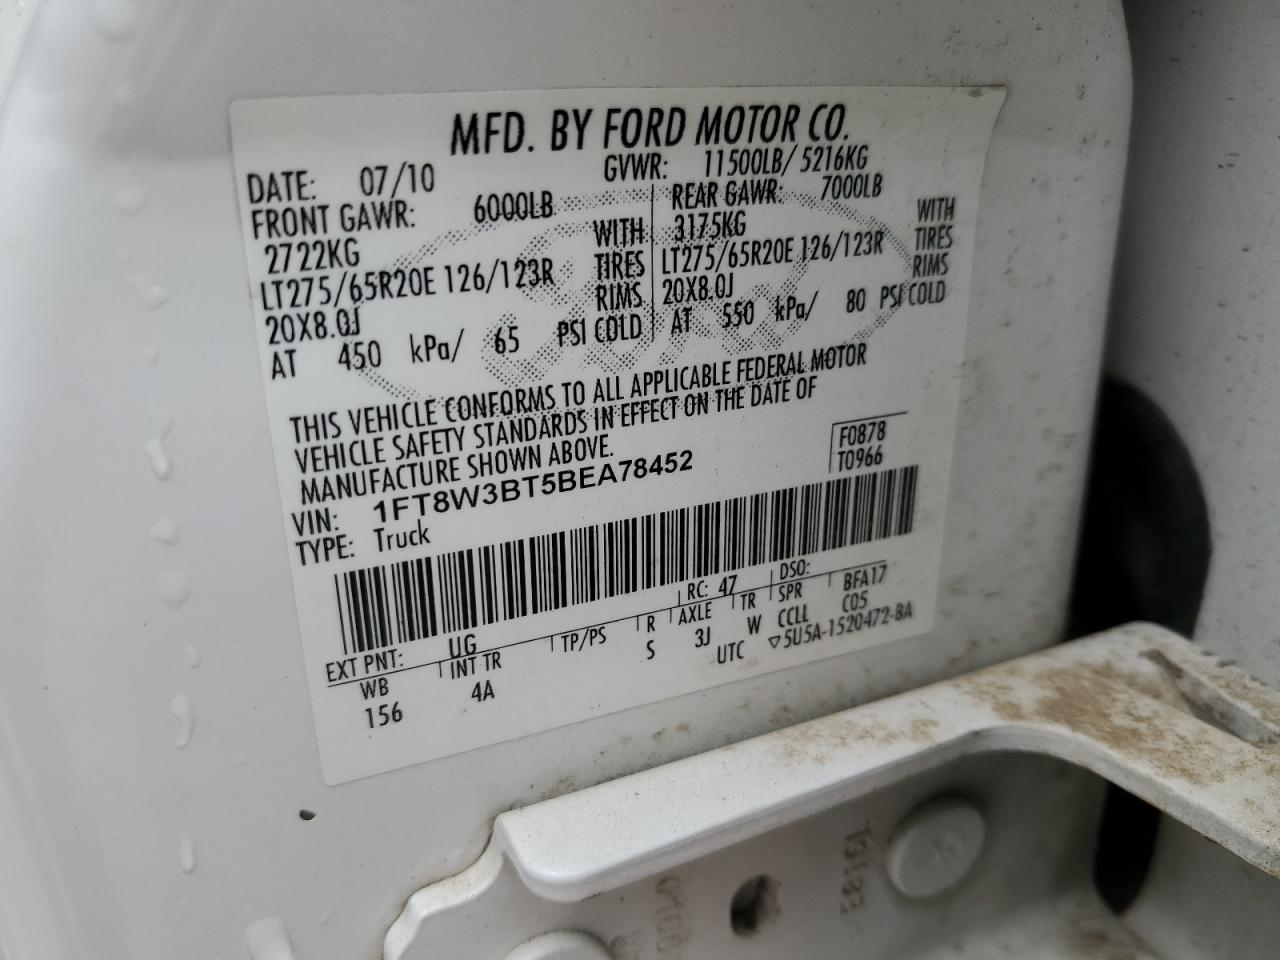 MFD. BY FORD MOTOR CO.
DATE: 07/10 GVWR: 11500LB/ 5216KG
FRONT GAWR: 6000LB REAR GAWR: 7000LB
2722KG WITH 3175KG WITH
LT275/65R20E 126/123R TIRES LT275/65R20E 126/123R TIRES
20X8.0J RIMS 20X8.0J RIMS
AT 450 kPa/ 65 PSI COLD AT 550 kPa/ 80 PSI COLD
THIS VEHICLE CONFORMS TO ALL APPLICABLE FEDERAL MOTOR
VEHICLE SAFETY STANDARDS IN EFFECT ON THE DATE OF
MANUFACTURE SHOWN ABOVE.
F0878
T0966
VIN: 1FT8W3BT5BEA78452
TYPE: Truck
EXT PNT: UG RC: 47 DSO:
WB INT TR TP/PS R AXLE TR SPR BFA17
156 4A S 3J W CCLL C05
UTC ▽5U5A-1520472-BA